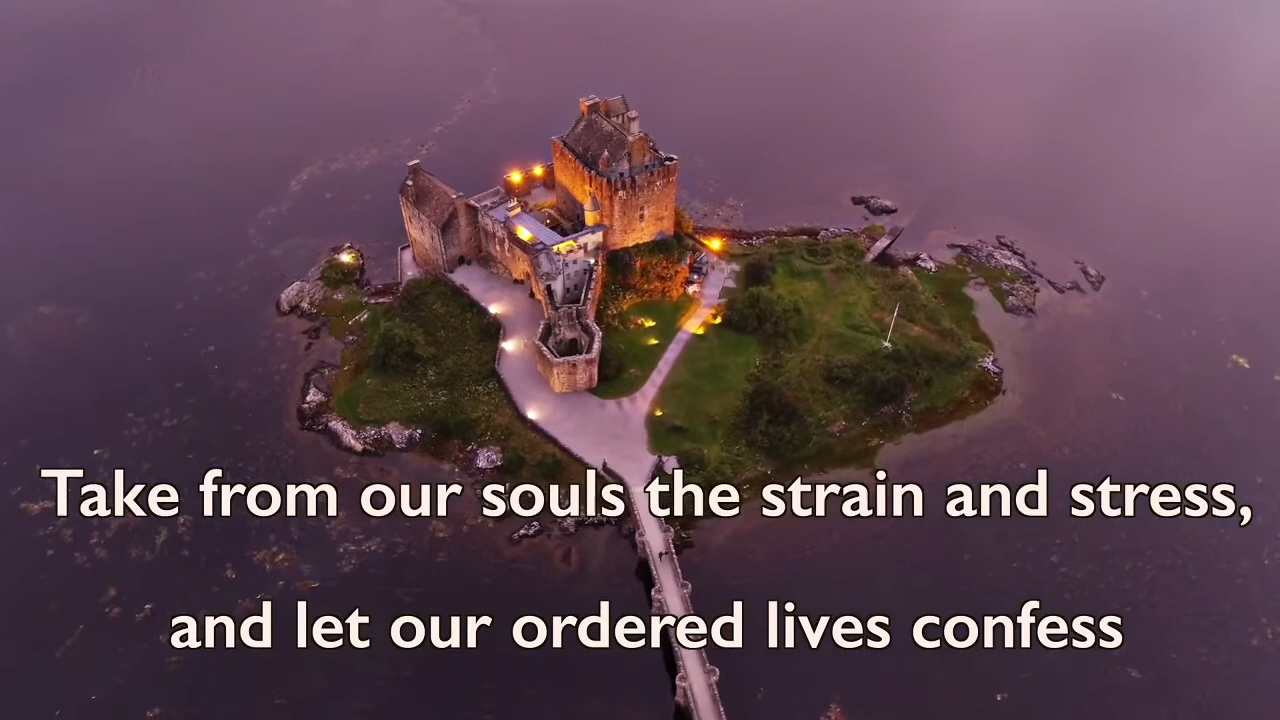 Take from our souls the strain and stress,
and let our ordered lives confess